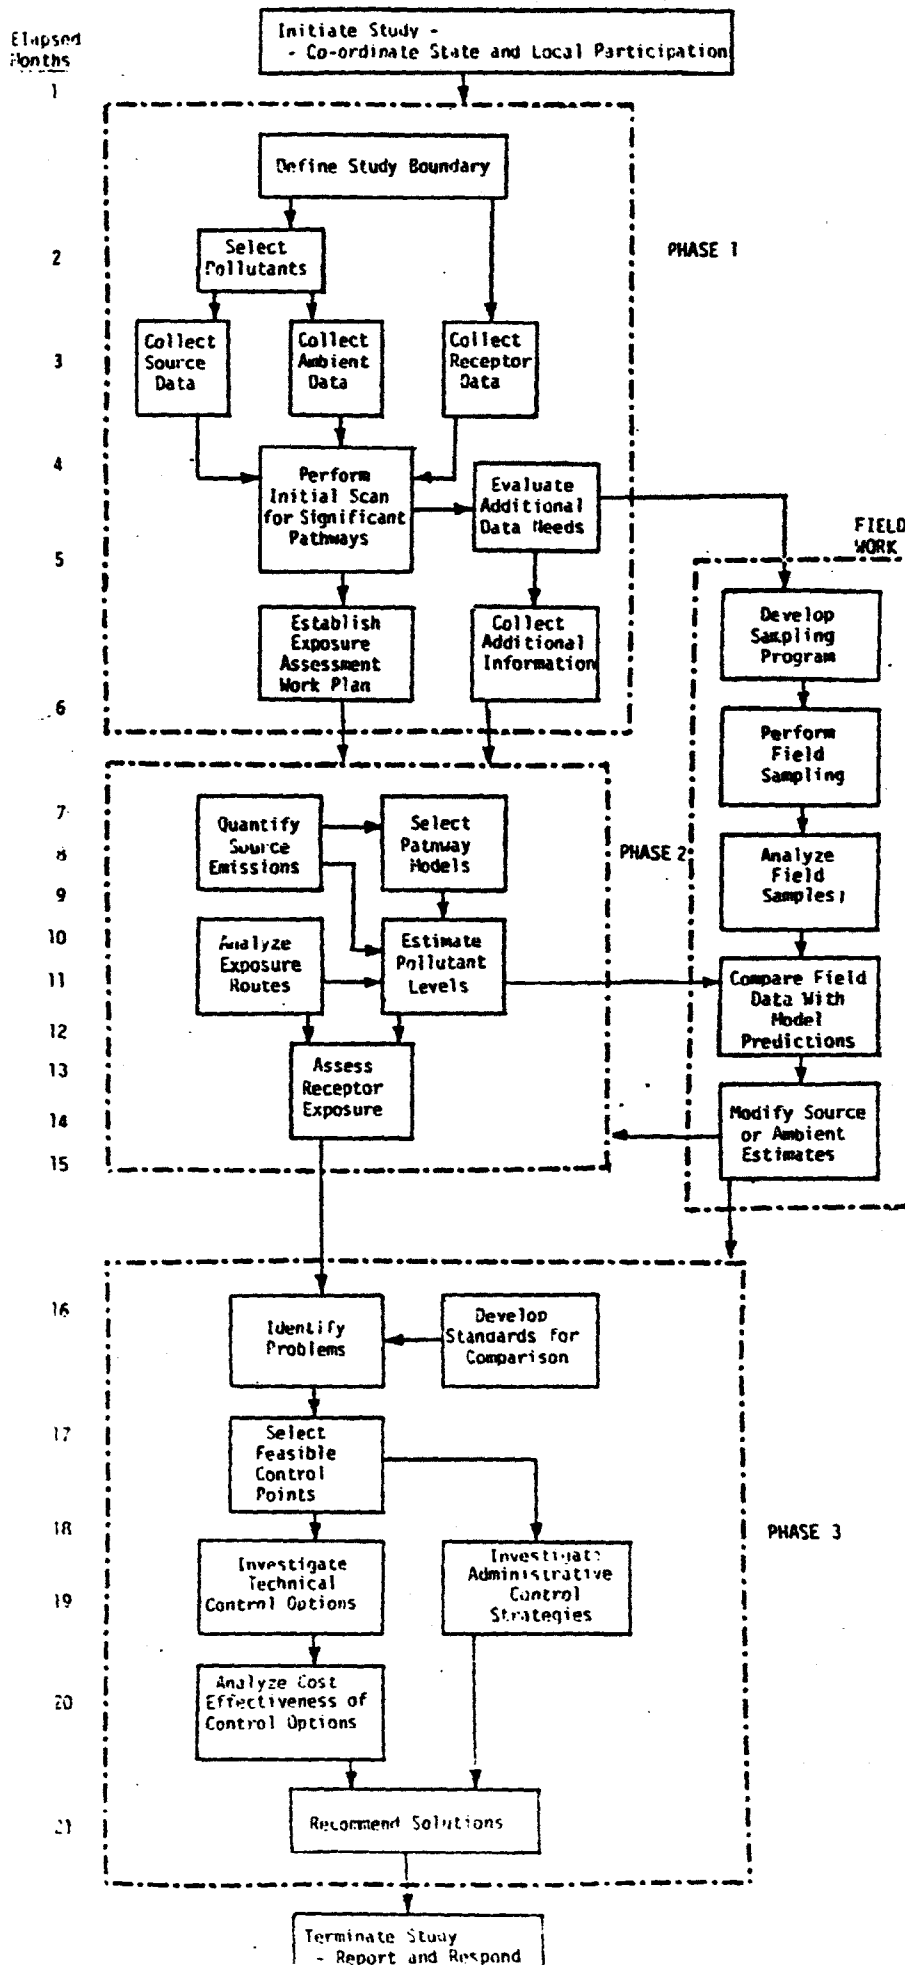 Elapsed
Months
Initiate Study -
- Co-ordinate State and Local Participation
1
Define Study Boundary
PHASE 1
2
Select
Pollutants
3
Collect
Source
Data
Collect
Ambient
Data
Collect
Receptor
Data
4
Perform
Initial Scan
for Significant
Pathways
Evaluate
Additional
Data Needs
5
FIELD
WORK
Establish
Exposure
Assessment
Work Plan
Collect
Additional
Information
Develop
Sampling
Program
6
Perform
Field
Sampling
7
Quantify
Source
Emissions
Select
Pathway
Models
8
PHASE 2
Analyze
Field
Samples;
9
10
Analyze
Exposure
Routes
Estimate
Pollutant
Levels
11
Compare Field
Data With
Model
Predictions
12
13
Assess
Receptor
Exposure
14
Modify Source
or Ambient
Estimates
15
16
Identify
Problems
Develop
Standards for
Comparison
17
Select
Feasible
Control
Points
18
PHASE 3
Investigate
Technical
Control Options
Investigate
Administrative
Control
Strategies
19
20
Analyze Cost
Effectiveness of
Control Options
21
Recommend Solutions
Terminate Study
- Report and Respond